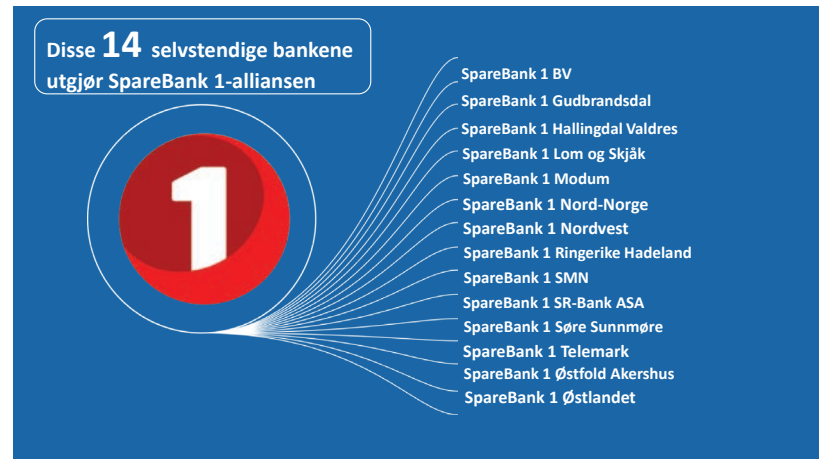 Disse 14 selvstendige bankene
utgjør SpareBank 1-alliansen
1
SpareBank 1 BV
SpareBank 1 Gudbrandsdal
SpareBank 1 Hallingdal Valdres
SpareBank 1 Lom og Skjåk
SpareBank 1 Modum
SpareBank 1 Nord-Norge
SpareBank 1 Nordvest
SpareBank 1 Ringerike Hadeland
SpareBank 1 SMN
SpareBank 1 SR-Bank ASA
SpareBank 1 Søre Sunnmøre
SpareBank 1 Telemark
SpareBank 1 Østfold Akershus
SpareBank 1 Østlandet